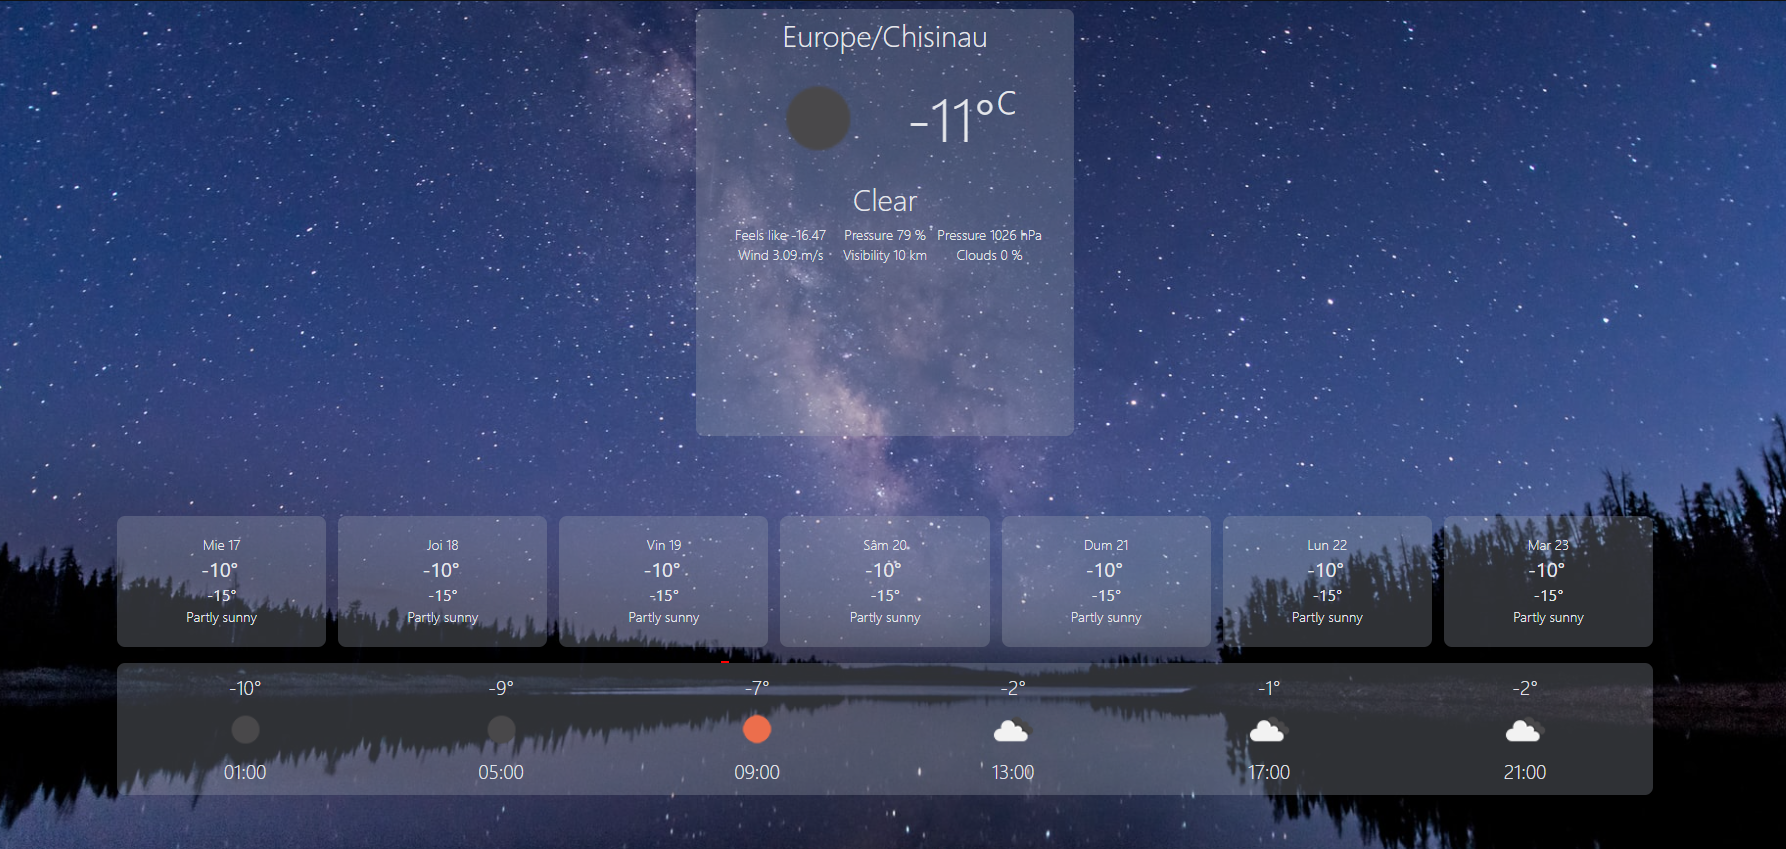 Europe/Chisinau
-11°C
Clear
Feels like -16.47 Pressure 79 % Pressure 1026 hPa
Wind 3.09 m/s Visibility 10 km Clouds 0 %
Mie 17 Joi 18 Vin 19 Sâm 20 Dum 21 Lun 22 Mar 23
-10° -10° -10° -10° -10° -10° -10°
-15° -15° -15° -15° -15° -15° -15°
Partly sunny Partly sunny Partly sunny Partly sunny Partly sunny Partly sunny Partly sunny
-10° -9° -7° -2° -1° -2°
01:00 05:00 09:00 13:00 17:00 21:00